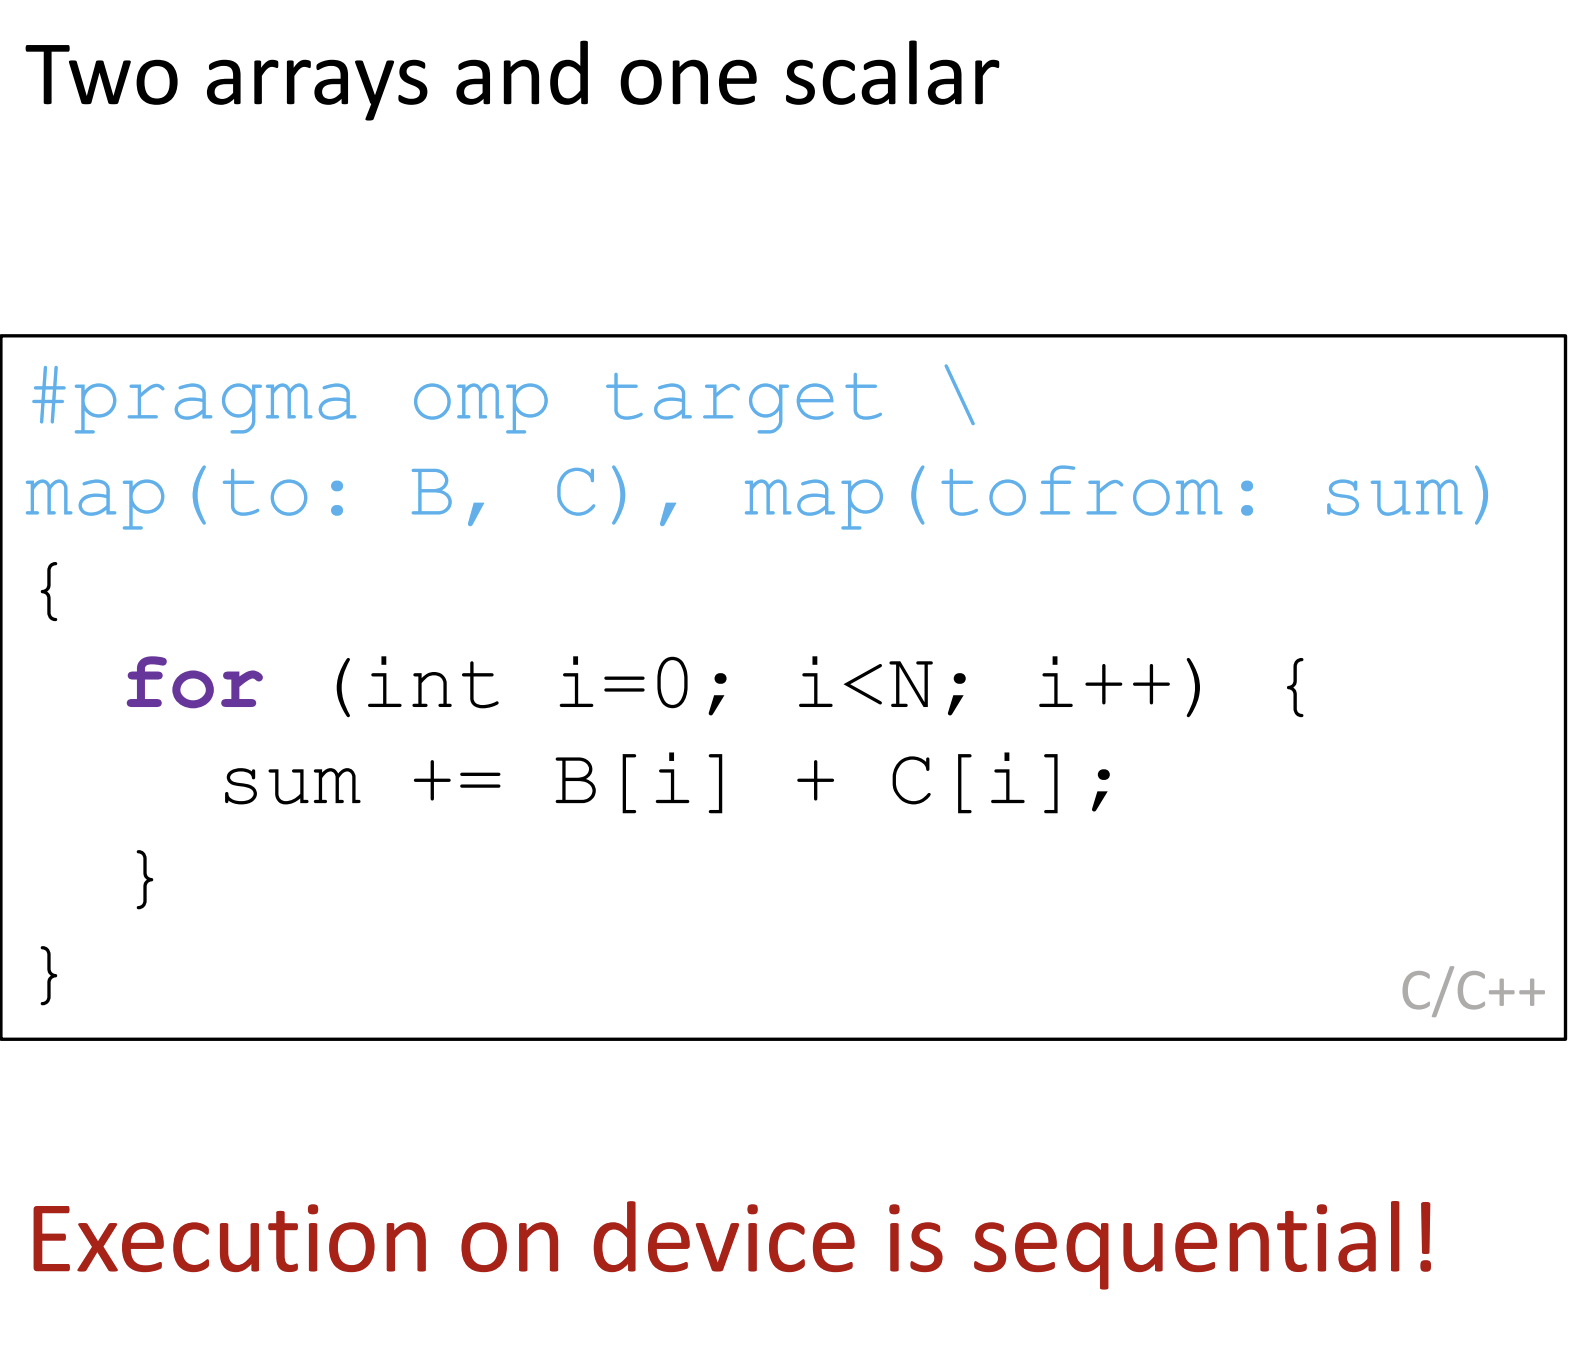 Two arrays and one scalar
#pragma omp target \
map(to: B, C), map(tofrom: sum)
{
for (int i=0; i<N; i++) {
sum += B[i] + C[i];
}
}
C/C++
Execution on device is sequential!